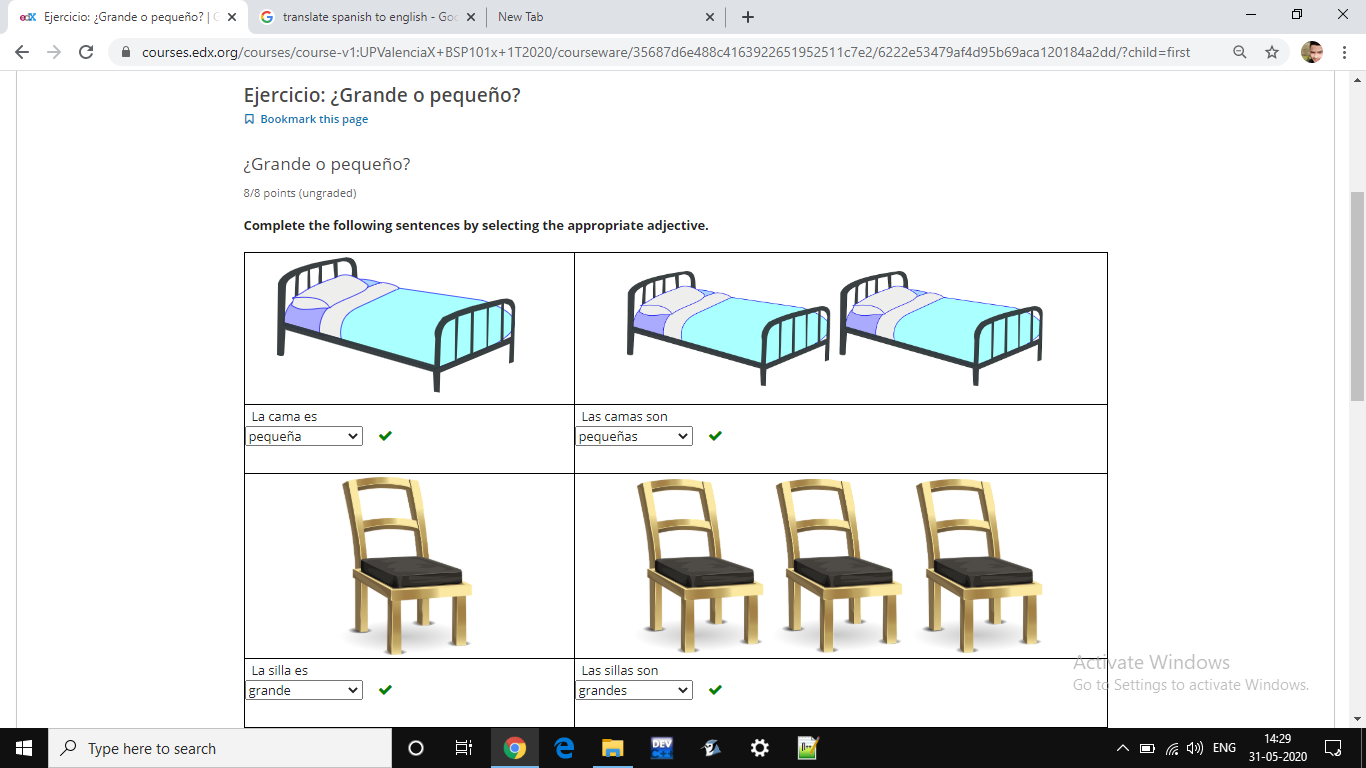 edX Ejercicio: ¿Grande o pequeño? |
translate spanish to english - Goo
New Tab
courses.edx.org/courses/course-v1:UPValenciaX+BSP101x+1T2020/courseware/35687d6e488c4163922651952511c7e2/6222e53479af4d95b69aca120184a2dd/?child=first
Ejercicio: ¿Grande o pequeño?
Bookmark this page
¿Grande o pequeño?
8/8 points (ungraded)
Complete the following sentences by selecting the appropriate adjective.
La cama es
pequeña
Las camas son
pequeñas
La silla es
grande
Las sillas son
grandes
Activate Windows
Go to Settings to activate Windows.
Type here to search
DEV
ENG
14:29
31-05-2020